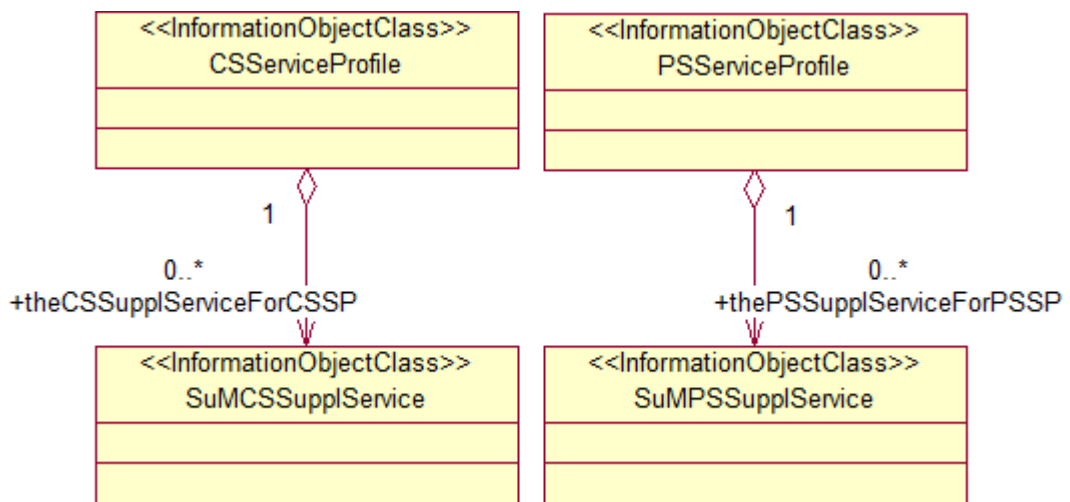 <<InformationObjectClass>>
CSServiceProfile
<<InformationObjectClass>>
PSServiceProfile
1
0..*
+theCSSupplServiceForCSSP
1
0..*
+thePSSupplServiceForPSSP
<<InformationObjectClass>>
SuMCSSupplService
<<InformationObjectClass>>
SuMPSSupplService